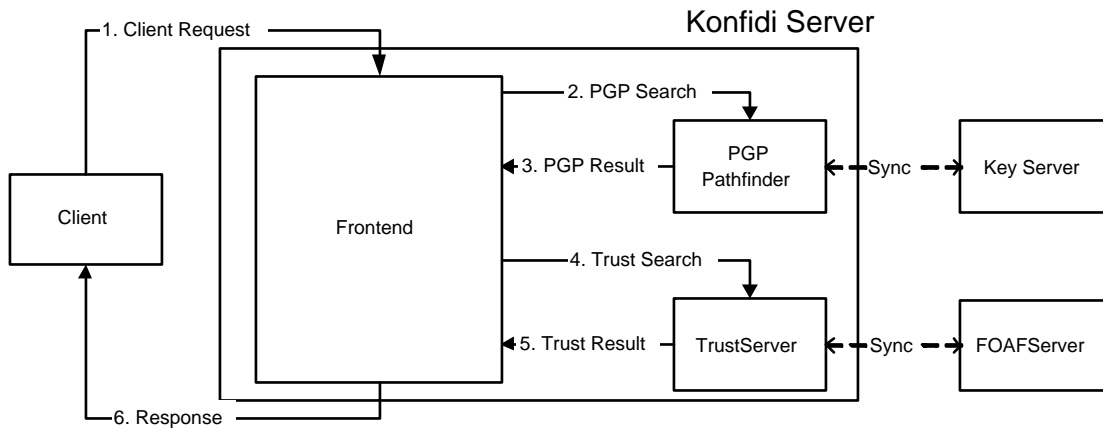 Konfidi Server
1. Client Request
2. PGP Search
PGP
Pathfinder
3. PGP Result
Sync
Key Server
Client
Frontend
4. Trust Search
5. Trust Result
TrustServer
Sync
FOAFServer
6. Response